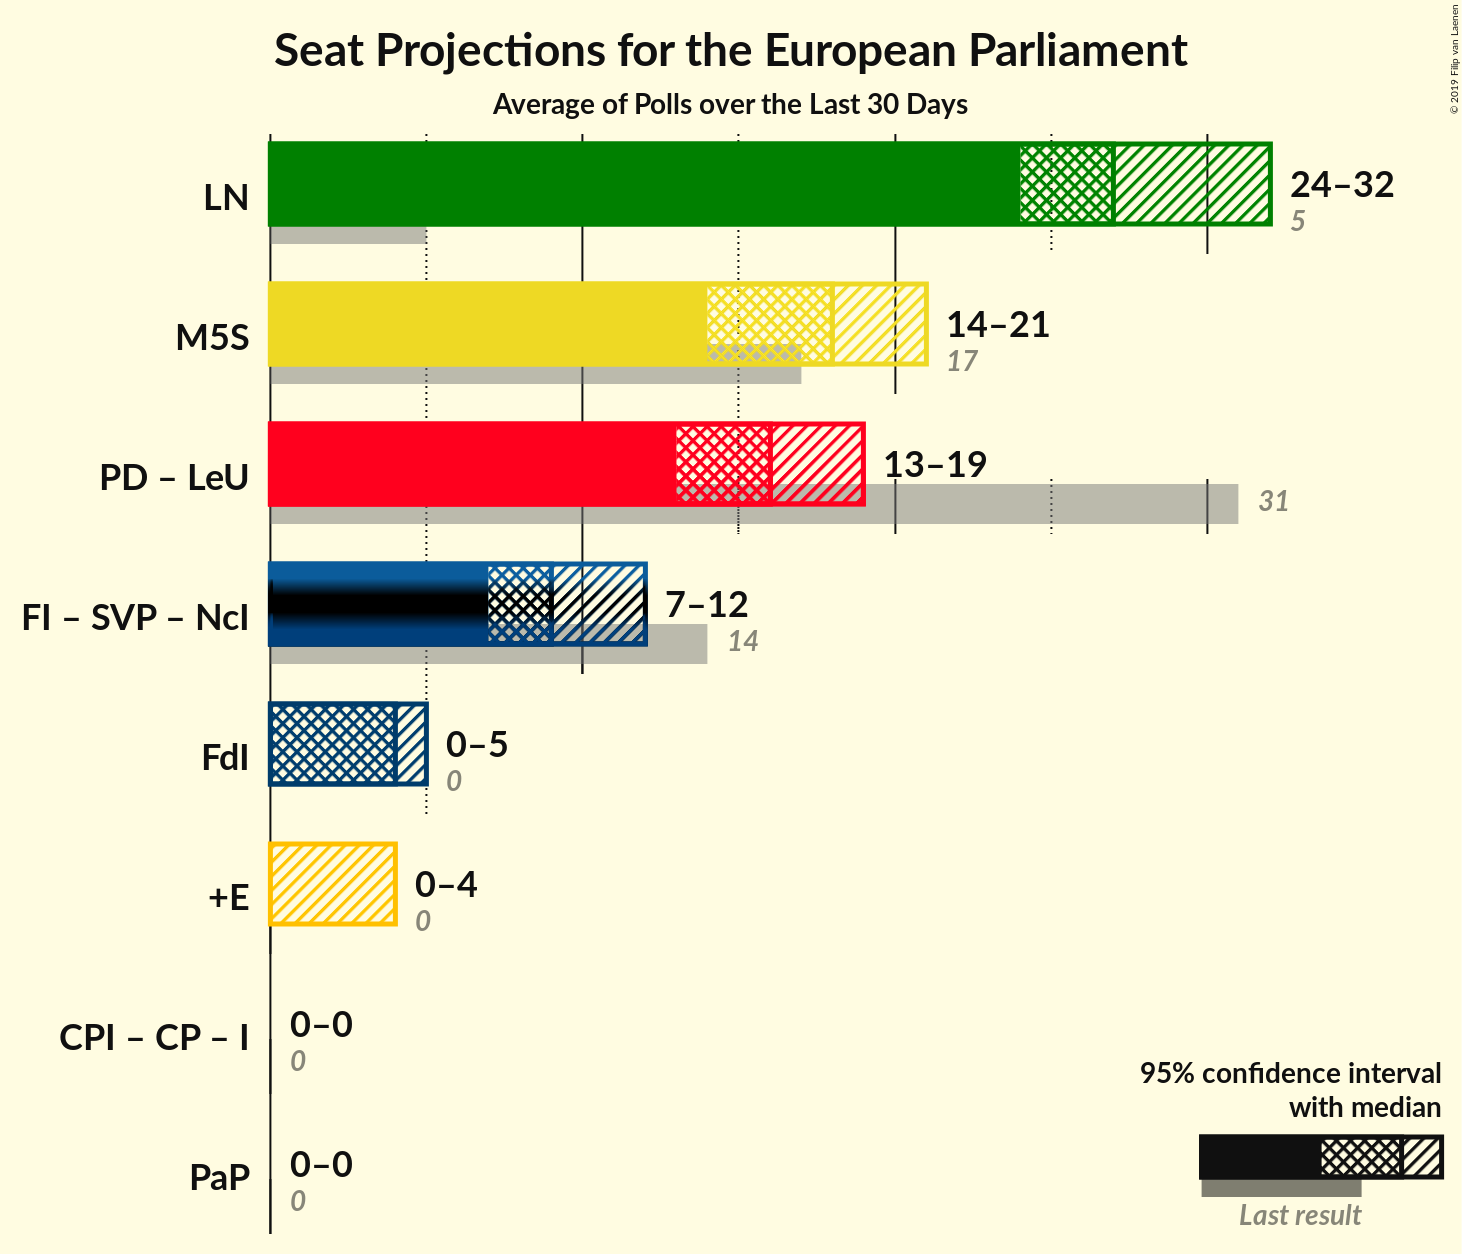 Seat Projections for the European Parliament
Average of Polls over the Last 30 Days
© 2019 Filip van Laenen
LN
24–32
5
M5S
14–21
17
PD – LeU
13–19
31
FI – SVP – NcI
7–12
14
FdI
0–5
0
+E
0–4
0
CPI – CP – I
0–0
0
PaP
0–0
0
95% confidence interval
with median
Last result